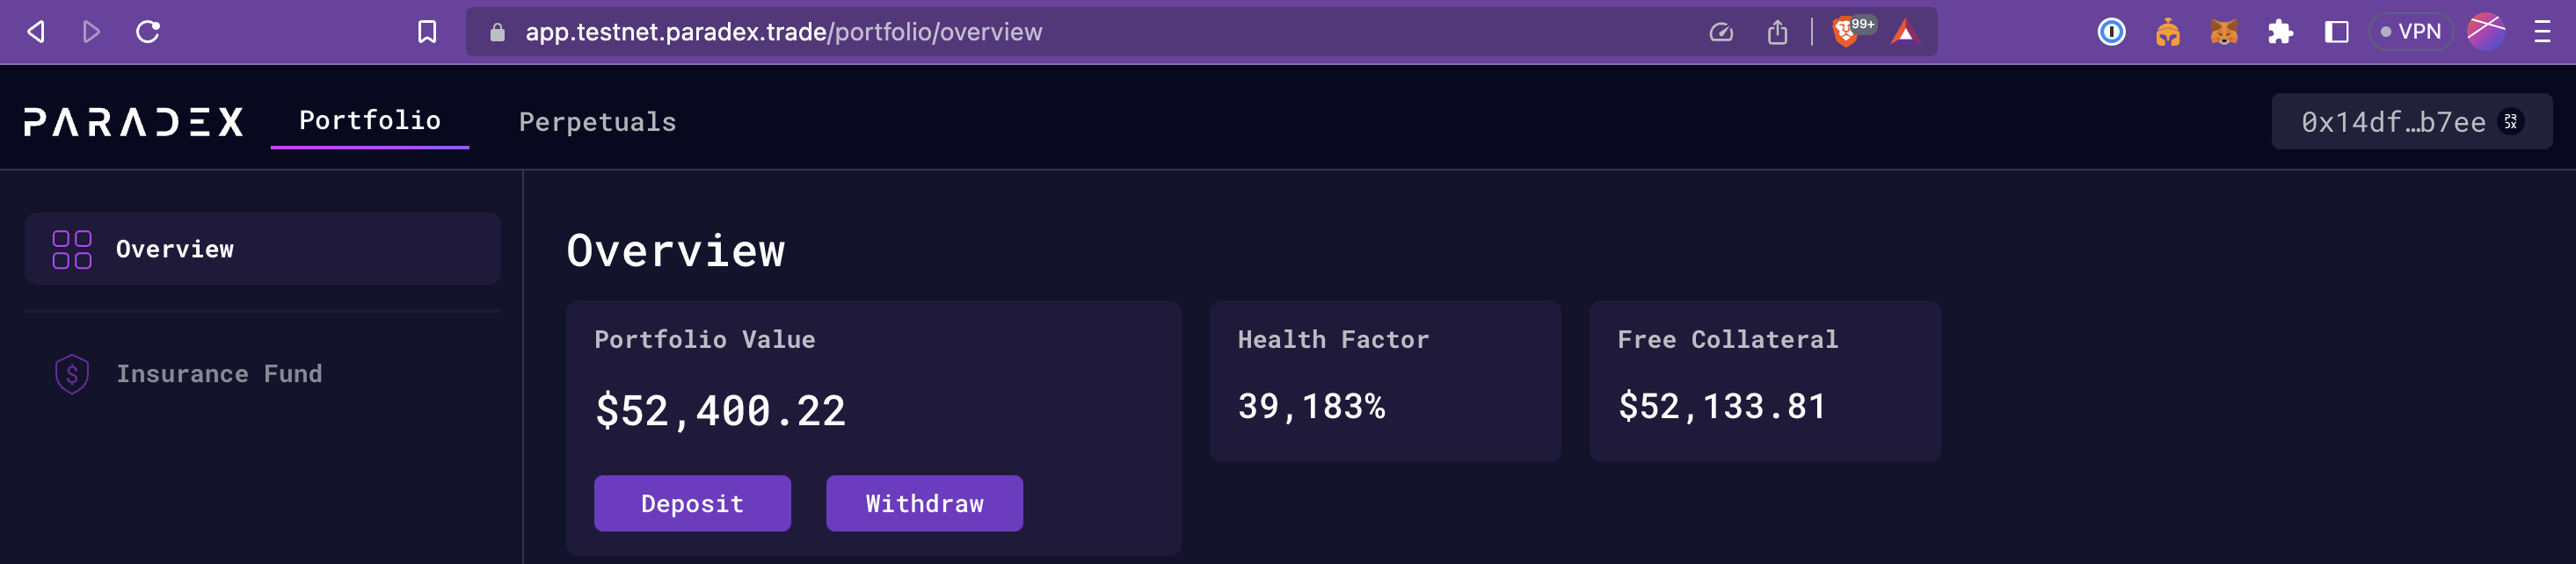 app.testnet.paradex.trade/portfolio/overview
99+
VPN
PARADEX
Portfolio
Perpetuals
0x14df…b7ee
Overview
Insurance Fund
Overview
Portfolio Value
$52,400.22
Deposit
Withdraw
Health Factor
39,183%
Free Collateral
$52,133.81